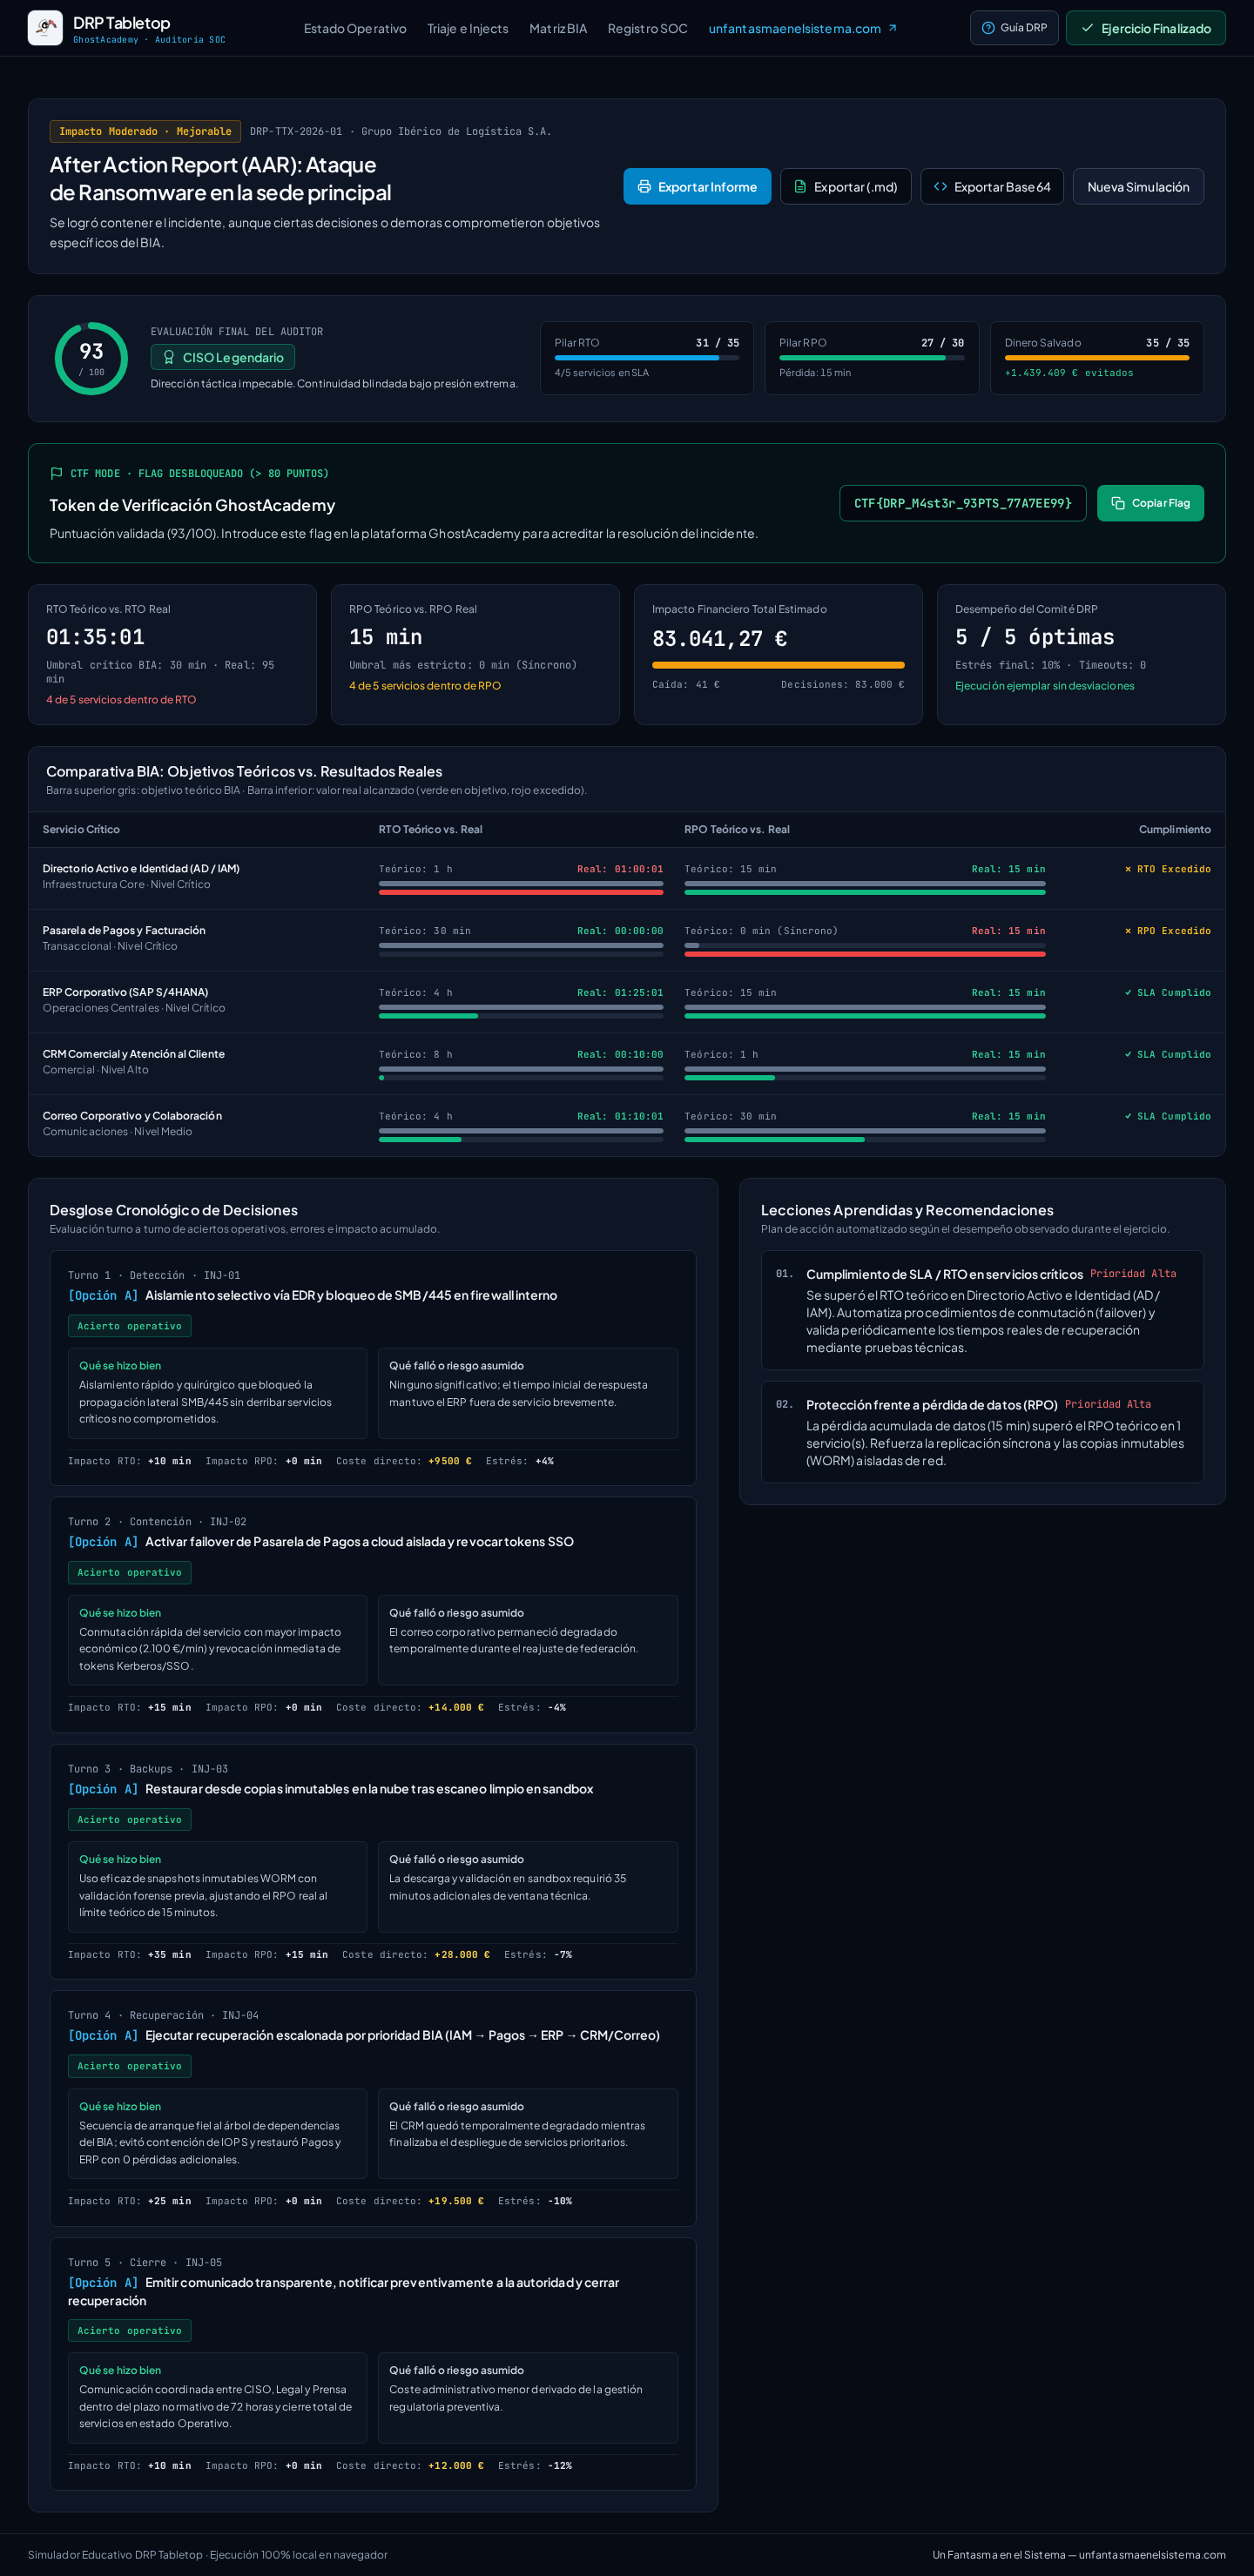 DRP Tabletop
GhostAcademy · Auditoría SOC
Estado Operativo
Triaje e Injects
Matriz BIA
Registro SOC
unfantasmaenelsistema.com
Guía DRP
Ejercicio Finalizado
Impacto Moderado · Mejorable
DRP-TTX-2026-01 · Grupo Ibérico de Logística S.A.
After Action Report (AAR): Ataque
de Ransomware en la sede principal
Se logró contener el incidente, aunque ciertas decisiones o demoras comprometieron objetivos
específicos del BIA.
Exportar Informe
Exportar (.md)
Exportar Base64
Nueva Simulación
93
/ 100
EVALUACIÓN FINAL DEL AUDITOR
CISO Legendario
Dirección táctica impecable. Continuidad blindada bajo presión extrema.
Pilar RTO 31 / 35
4/5 servicios en SLA
Pilar RPO 27 / 30
Pérdida: 15 min
Dinero Salvado 35 / 35
+1.439.409 € evitados
CTF MODE · FLAG DESBLOQUEADO (> 80 PUNTOS)
Token de Verificación GhostAcademy
Puntuación validada (93/100). Introduce este flag en la plataforma GhostAcademy para acreditar la resolución del incidente.
CTF{DRP_M4st3r_93PTS_77A7EE99}
Copiar Flag
RTO Teórico vs. RTO Real
01:35:01
Umbral crítico BIA: 30 min · Real: 95
min
4 de 5 servicios dentro de RTO
RPO Teórico vs. RPO Real
15 min
Umbral más estricto: 0 min (Síncrono)
4 de 5 servicios dentro de RPO
Impacto Financiero Total Estimado
83.041,27 €
Caída: 41 € Decisiones: 83.000 €
Desempeño del Comité DRP
5 / 5 óptimas
Estrés final: 10% · Timeouts: 0
Ejecución ejemplar sin desviaciones
Comparativa BIA: Objetivos Teóricos vs. Resultados Reales
Barra superior gris: objetivo teórico BIA · Barra inferior: valor real alcanzado (verde en objetivo, rojo excedido).
Servicio Crítico RTO Teórico vs. Real RPO Teórico vs. Real Cumplimiento
Directorio Activo e Identidad (AD / IAM)
Infraestructura Core · Nivel Crítico
Teórico: 1 h Real: 01:00:01
Teórico: 15 min Real: 15 min
× RTO Excedido
Pasarela de Pagos y Facturación
Transaccional · Nivel Crítico
Teórico: 30 min Real: 00:00:00
Teórico: 0 min (Síncrono) Real: 15 min
× RPO Excedido
ERP Corporativo (SAP S/4HANA)
Operaciones Centrales · Nivel Crítico
Teórico: 4 h Real: 01:25:01
Teórico: 15 min Real: 15 min
✓ SLA Cumplido
CRM Comercial y Atención al Cliente
Comercial · Nivel Alto
Teórico: 8 h Real: 00:10:00
Teórico: 1 h Real: 15 min
✓ SLA Cumplido
Correo Corporativo y Colaboración
Comunicaciones · Nivel Medio
Teórico: 4 h Real: 01:10:01
Teórico: 30 min Real: 15 min
✓ SLA Cumplido
Desglose Cronológico de Decisiones
Evaluación turno a turno de aciertos operativos, errores e impacto acumulado.
Turno 1 · Detección · INJ-01
[Opción A] Aislamiento selectivo vía EDR y bloqueo de SMB/445 en firewall interno
Acierto operativo
Qué se hizo bien
Aislamiento rápido y quirúrgico que bloqueó la
propagación lateral SMB/445 sin derribar servicios
críticos no comprometidos.
Qué falló o riesgo asumido
Ninguno significativo; el tiempo inicial de respuesta
mantuvo el ERP fuera de servicio brevemente.
Impacto RTO: +10 min Impacto RPO: +0 min Coste directo: +9500 € Estrés: +4%
Turno 2 · Contención · INJ-02
[Opción A] Activar failover de Pasarela de Pagos a cloud aislada y revocar tokens SSO
Acierto operativo
Qué se hizo bien
Conmutación rápida del servicio con mayor impacto
económico (2.100 €/min) y revocación inmediata de
tokens Kerberos/SSO.
Qué falló o riesgo asumido
El correo corporativo permaneció degradado
temporalmente durante el reajuste de federación.
Impacto RTO: +15 min Impacto RPO: +0 min Coste directo: +14.000 € Estrés: -4%
Turno 3 · Backups · INJ-03
[Opción A] Restaurar desde copias inmutables en la nube tras escaneo limpio en sandbox
Acierto operativo
Qué se hizo bien
Uso eficaz de snapshots inmutables WORM con
validación forense previa, ajustando el RPO real al
límite teórico de 15 minutos.
Qué falló o riesgo asumido
La descarga y validación en sandbox requirió 35
minutos adicionales de ventana técnica.
Impacto RTO: +35 min Impacto RPO: +15 min Coste directo: +28.000 € Estrés: -7%
Turno 4 · Recuperación · INJ-04
[Opción A] Ejecutar recuperación escalonada por prioridad BIA (IAM → Pagos → ERP → CRM/Correo)
Acierto operativo
Qué se hizo bien
Secuencia de arranque fiel al árbol de dependencias
del BIA; evitó contención de IOPS y restauró Pagos y
ERP con 0 pérdidas adicionales.
Qué falló o riesgo asumido
El CRM quedó temporalmente degradado mientras
finalizaba el despliegue de servicios prioritarios.
Impacto RTO: +25 min Impacto RPO: +0 min Coste directo: +19.500 € Estrés: -10%
Turno 5 · Cierre · INJ-05
[Opción A] Emitir comunicado transparente, notificar preventivamente a la autoridad y cerrar
recuperación
Acierto operativo
Qué se hizo bien
Comunicación coordinada entre CISO, Legal y Prensa
dentro del plazo normativo de 72 horas y cierre total de
servicios en estado Operativo.
Qué falló o riesgo asumido
Coste administrativo menor derivado de la gestión
regulatoria preventiva.
Impacto RTO: +10 min Impacto RPO: +0 min Coste directo: +12.000 € Estrés: -12%
Lecciones Aprendidas y Recomendaciones
Plan de acción automatizado según el desempeño observado durante el ejercicio.
01. Cumplimiento de SLA / RTO en servicios críticos Prioridad Alta
Se superó el RTO teórico en Directorio Activo e Identidad (AD /
IAM). Automatiza procedimientos de conmutación (failover) y
valida periódicamente los tiempos reales de recuperación
mediante pruebas técnicas.
02. Protección frente a pérdida de datos (RPO) Prioridad Alta
La pérdida acumulada de datos (15 min) superó el RPO teórico en 1
servicio(s). Refuerza la replicación síncrona y las copias inmutables
(WORM) aisladas de red.
Simulador Educativo DRP Tabletop · Ejecución 100% local en navegador
Un Fantasma en el Sistema — unfantasmaenelsistema.com